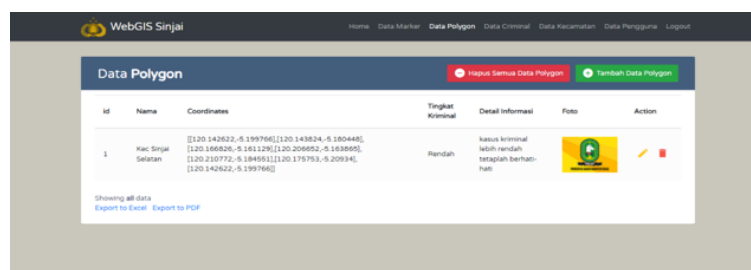 WebGIS Sinjai
Home Data Marker Data Polygon Data Criminal Data Kecamatan Data Pengguna Logout
Data Polygon
Hapus Semua Data Polygon
Tambah Data Polygon
id Nama Coordinates Tingkat Kriminal Detail Informasi Foto Action
1
Kec Sinjai
Selatan
[[120.142622,-5.199766],[120.143824,-5.180448],
[120.166826,-5.161129],[120.206652,-5.163865],
[120.210772,-5.184551],[120.175753,-5.20934],
[120.142622,-5.199766]]
Rendah
kasus kriminal
lebih rendah
tetaplah berhati-
hati
Showing all data
Export to Excel Export to PDF